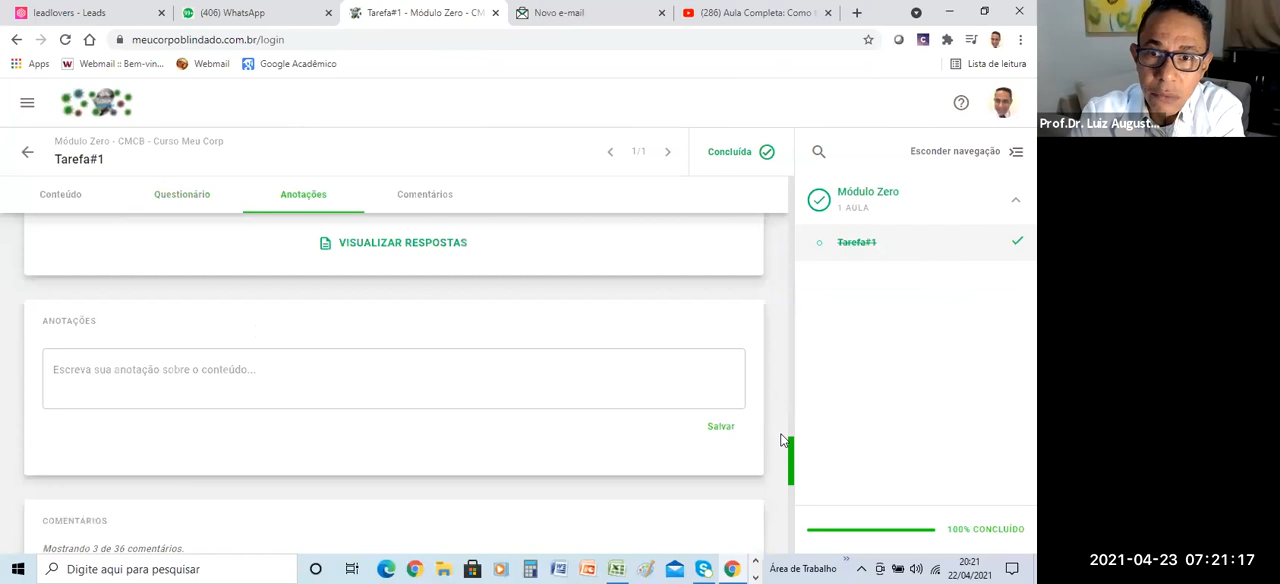 leadlovers - Leads
(406) WhatsApp
Tarefa#1 - Módulo Zero - CM
Novo e-mail
(286) Aula Completa: Como
meucorpoblindado.com.br/login
Apps
Webmail :: Bem-vin...
Webmail
Google Acadêmico
Lista de leitura
Prof.Dr. Luiz August...
Módulo Zero - CMCB - Curso Meu Corp
Tarefa#1
1/1
Concluída
Esconder navegação
Conteúdo
Questionário
Anotações
Comentários
Módulo Zero
1 AULA
Tarefa#1
VISUALIZAR RESPOSTAS
ANOTAÇÕES
Escreva sua anotação sobre o conteúdo...
Salvar
COMENTÁRIOS
Mostrando 3 de 36 comentários.
100% CONCLUÍDO
Digite aqui para pesquisar
Área de Trabalho
20:21
22/04/2021
2021-04-23 07:21:17